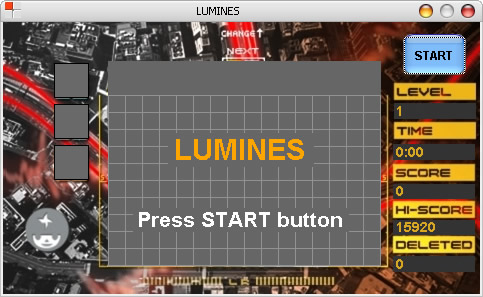 LUMINES
CHANGE↑
NEXT
START
LEVEL
1
TIME
0:00
SCORE
0
HI-SCORE
15920
DELETED
0
LUMINES
Press START button